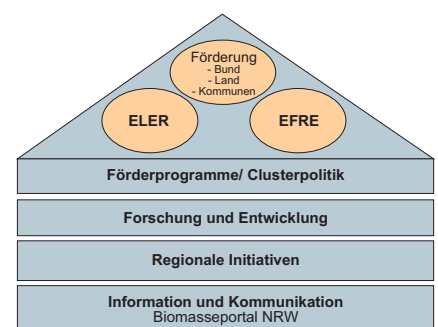 Förderung
- Bund
- Land
- Kommunen
ELER
EFRE
Förderprogramme/ Clusterpolitik
Forschung und Entwicklung
Regionale Initiativen
Information und Kommunikation
Biomasseportal NRW